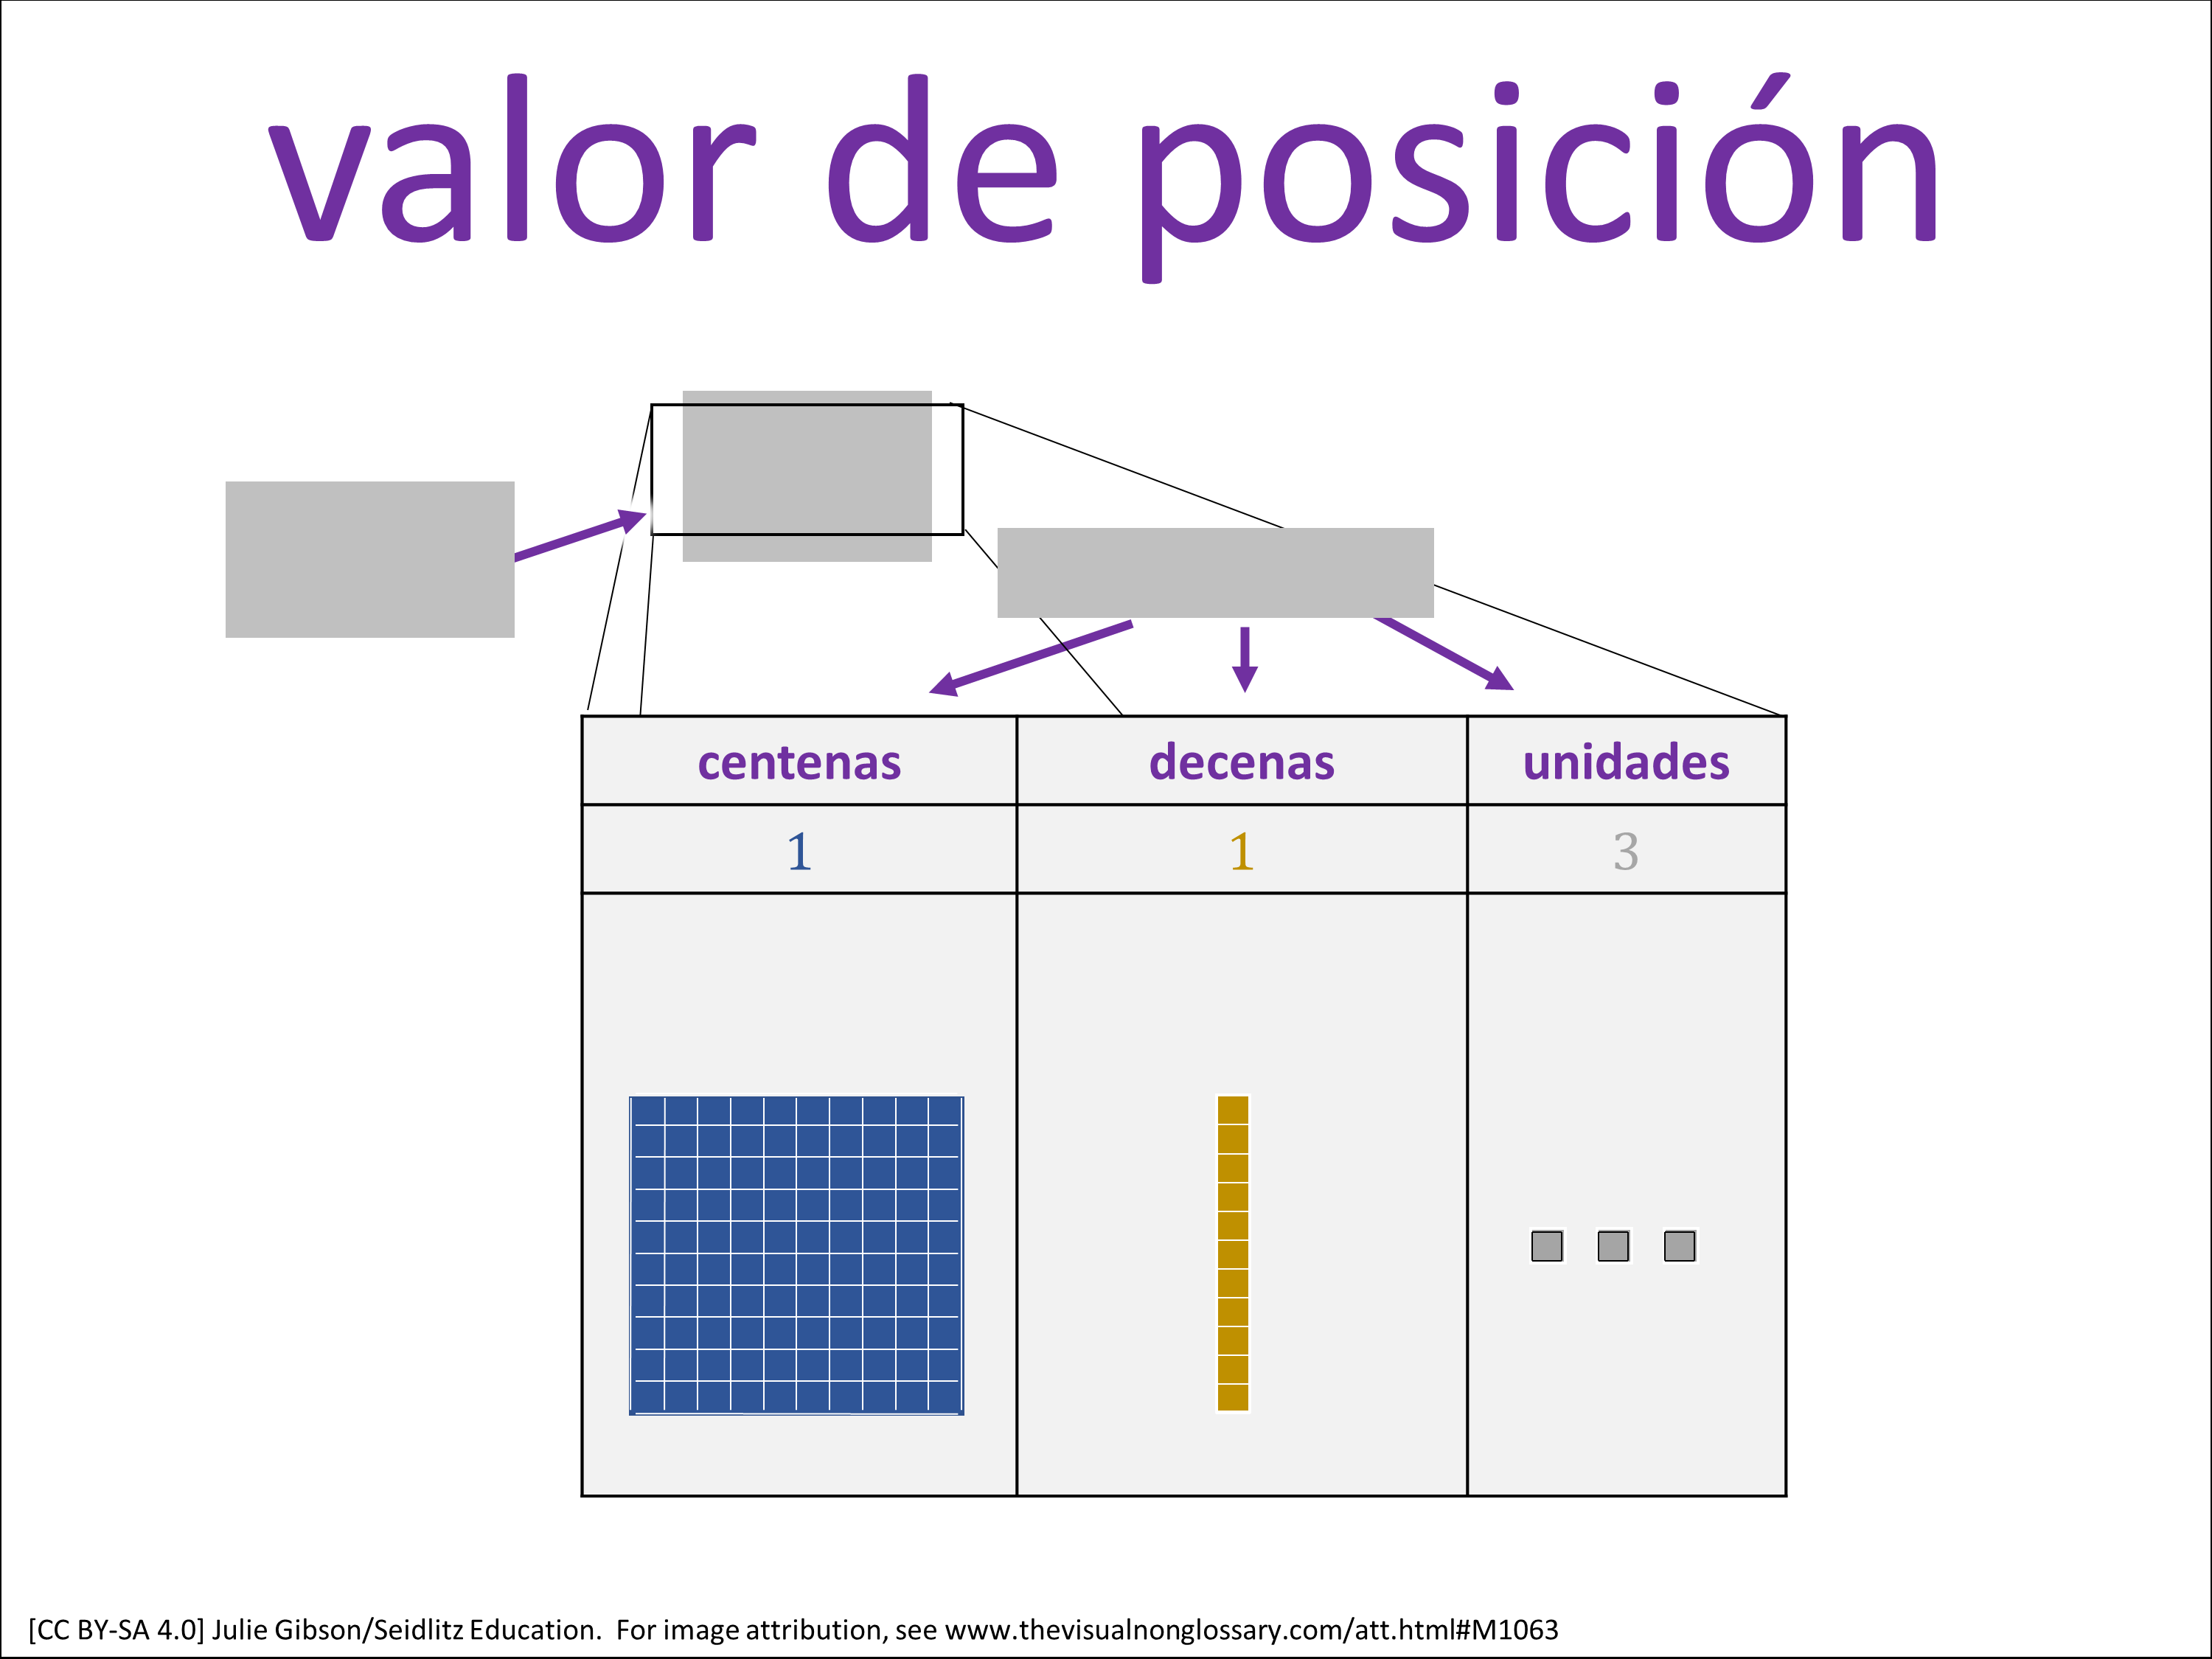 valor de posición
centenas decenas unidades
1 1 3
[CC BY-SA 4.0] Julie Gibson/Seidlitz Education.  For image attribution, see www.thevisualnonglossary.com/att.html#M1063